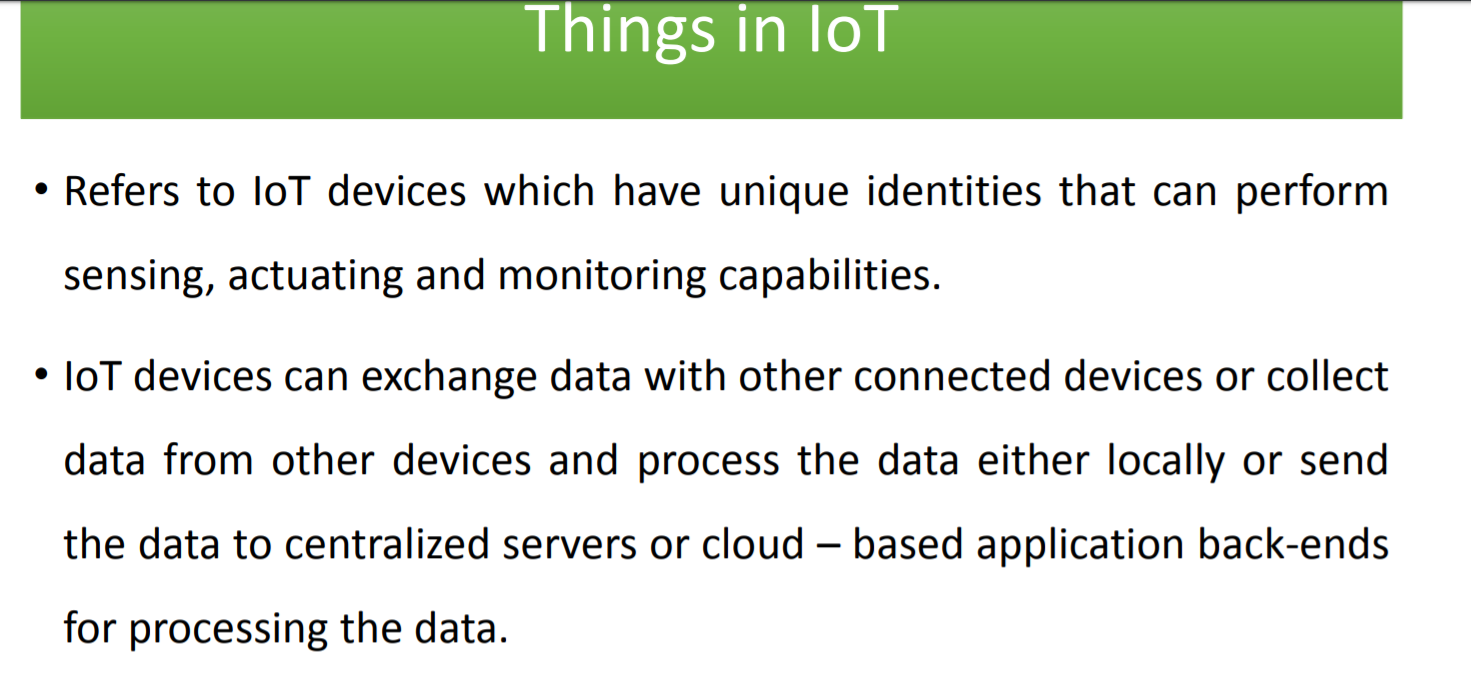 Things in IoT
• Refers to IoT devices which have unique identities that can perform
sensing, actuating and monitoring capabilities.
• IoT devices can exchange data with other connected devices or collect
data from other devices and process the data either locally or send
the data to centralized servers or cloud – based application back-ends
for processing the data.